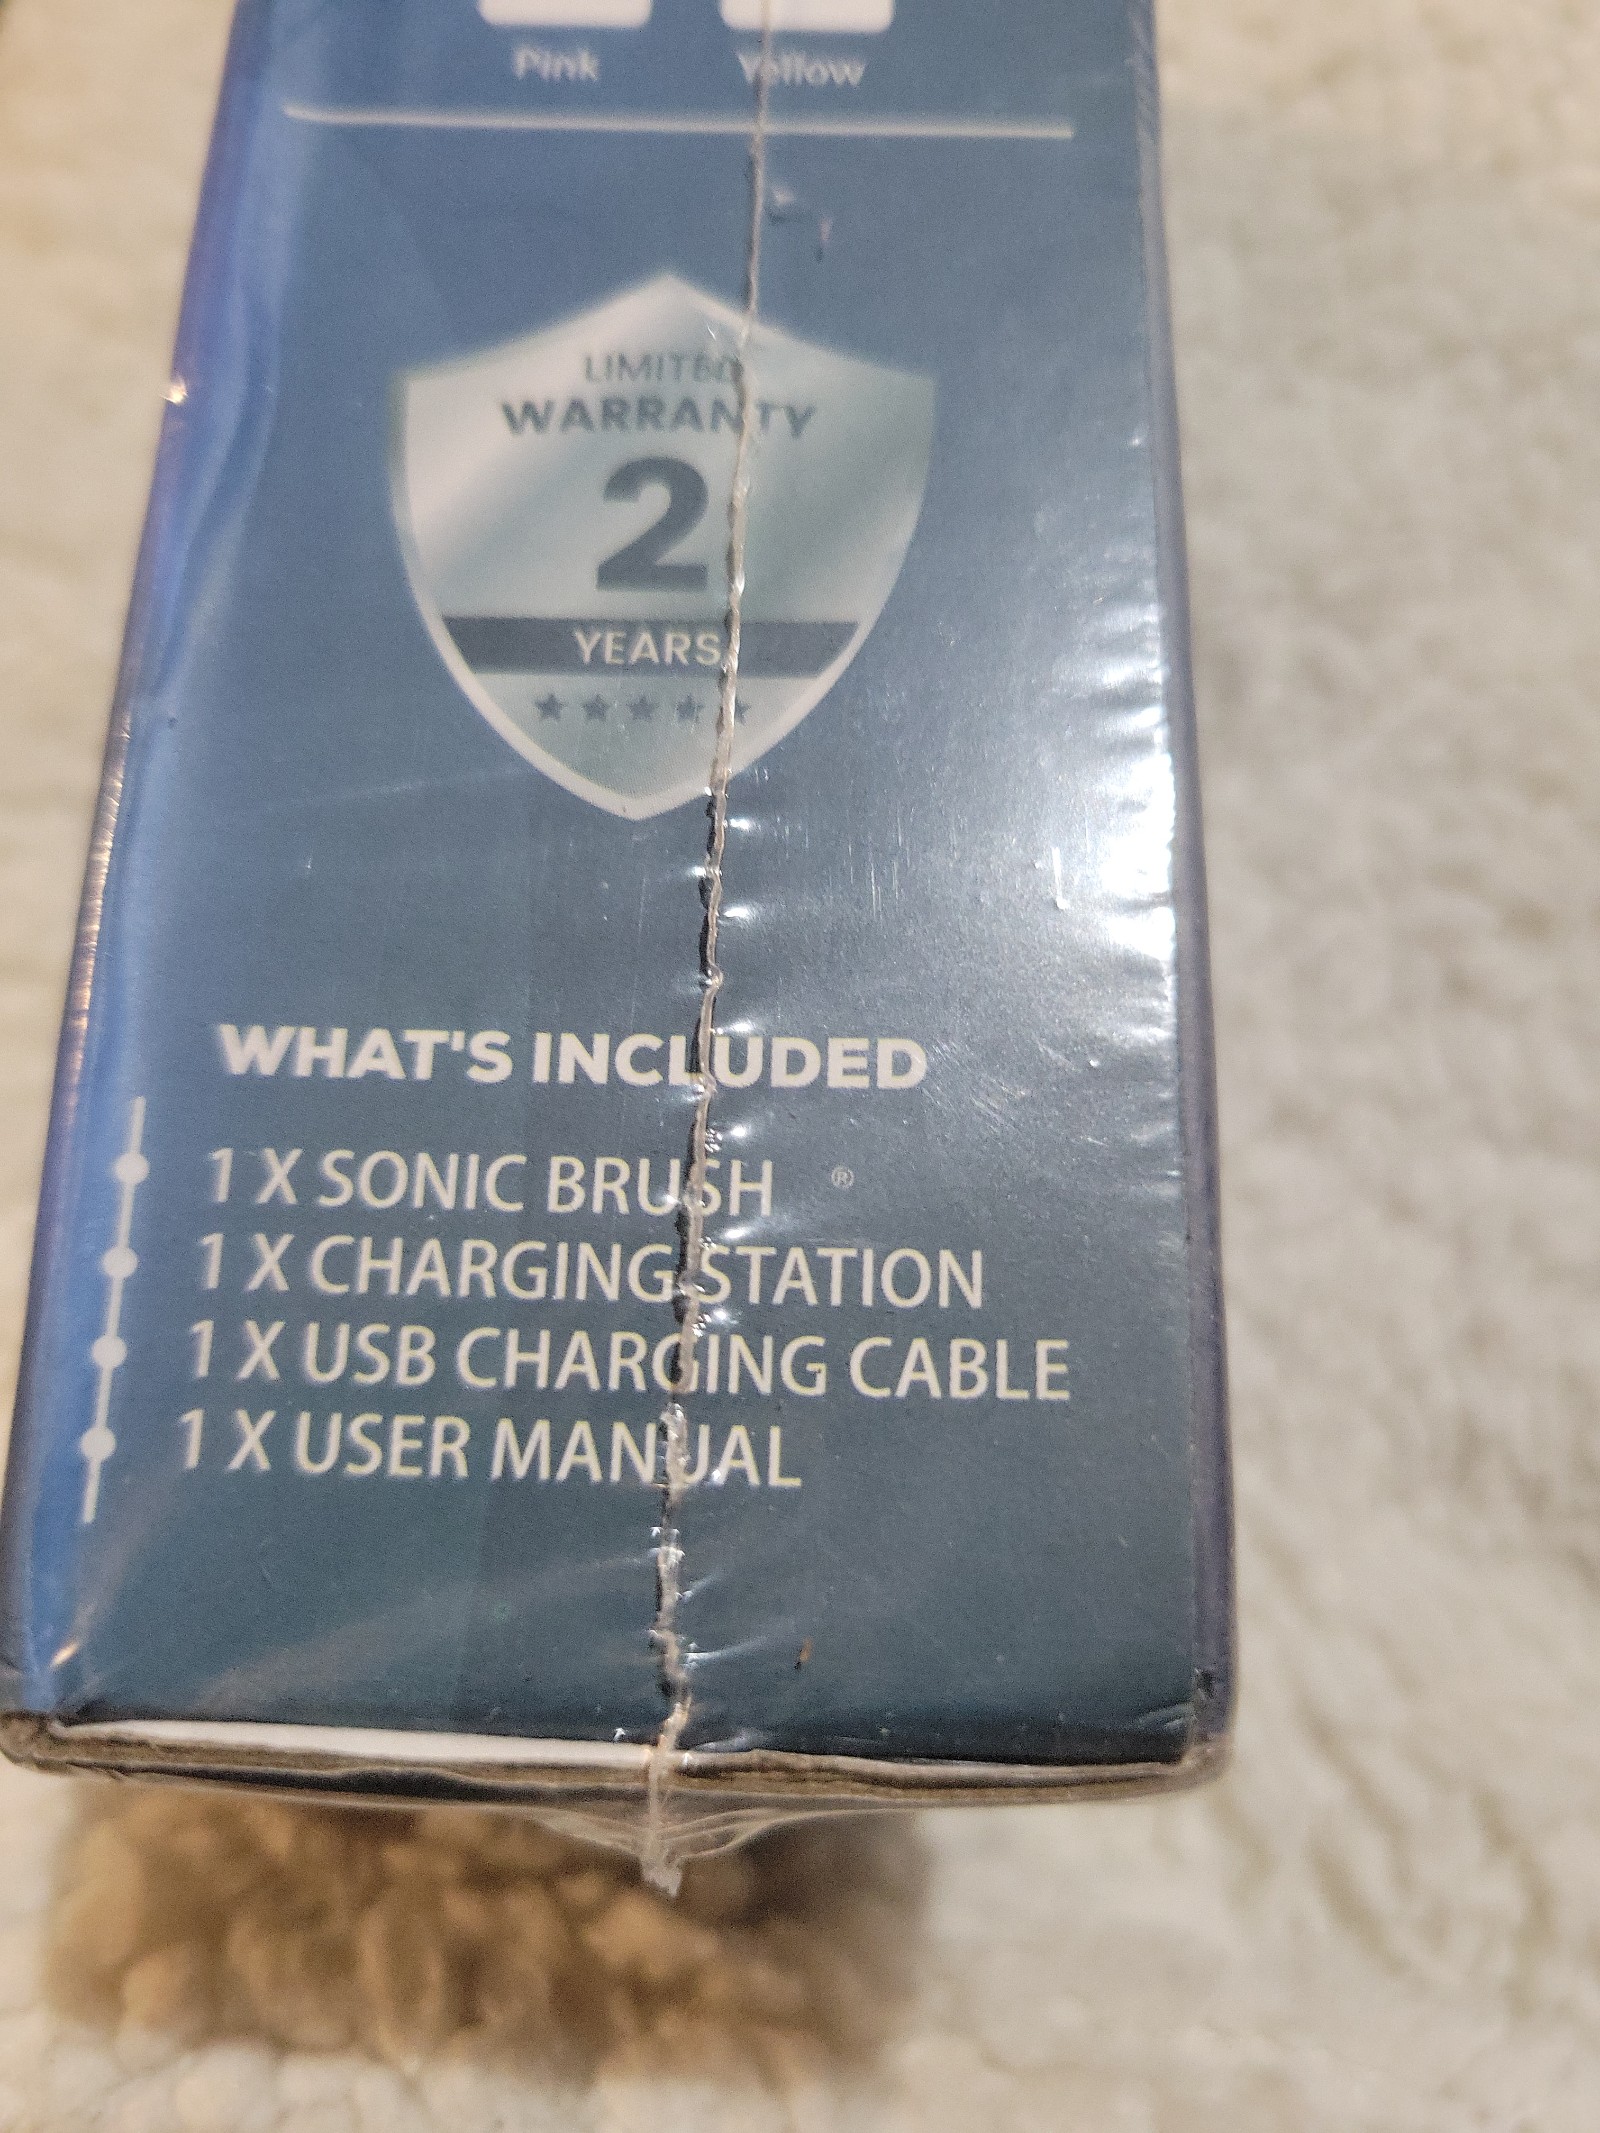 Pink Yellow
LIMITED
WARRANTY
2
YEARS
WHAT'S INCLUDED
1 X SONIC BRUSH ®
1 X CHARGING STATION
1 X USB CHARGING CABLE
1 X USER MANUAL